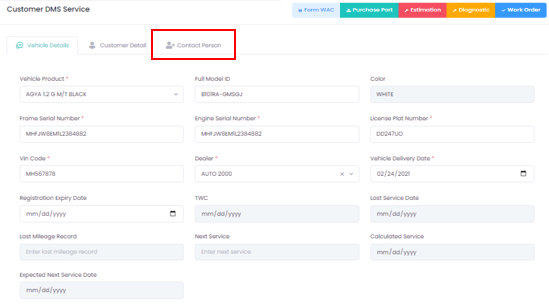 Customer DMS Service
Form WAC
Purchase Part
Estimation
Diagnostic
Work Order
Vehicle Details
Customer Detail
Contact Person
Vehicle Product *
Full Model ID
Color
AGYA 1.2 G M/T BLACK
B101RA-GMSGJ
WHITE
Frame Serial Number *
Engine Serial Number *
License Plat Number *
MHFJW8EM1L2384882
MHFJW8EM1L2384882
DD247UO
Vin Code *
Dealer *
Vehicle Delivery Date *
MH567878
AUTO 2000
02/24/2021
Registration Expiry Date
TWC
Last Service Date
mm/dd/yyyy
mm/dd/yyyy
mm/dd/yyyy
Last Mileage Record
Next Service
Calculated Service
Enter last mileage record
Enter next service
mm/dd/yyyy
Expected Next Service Date
mm/dd/yyyy